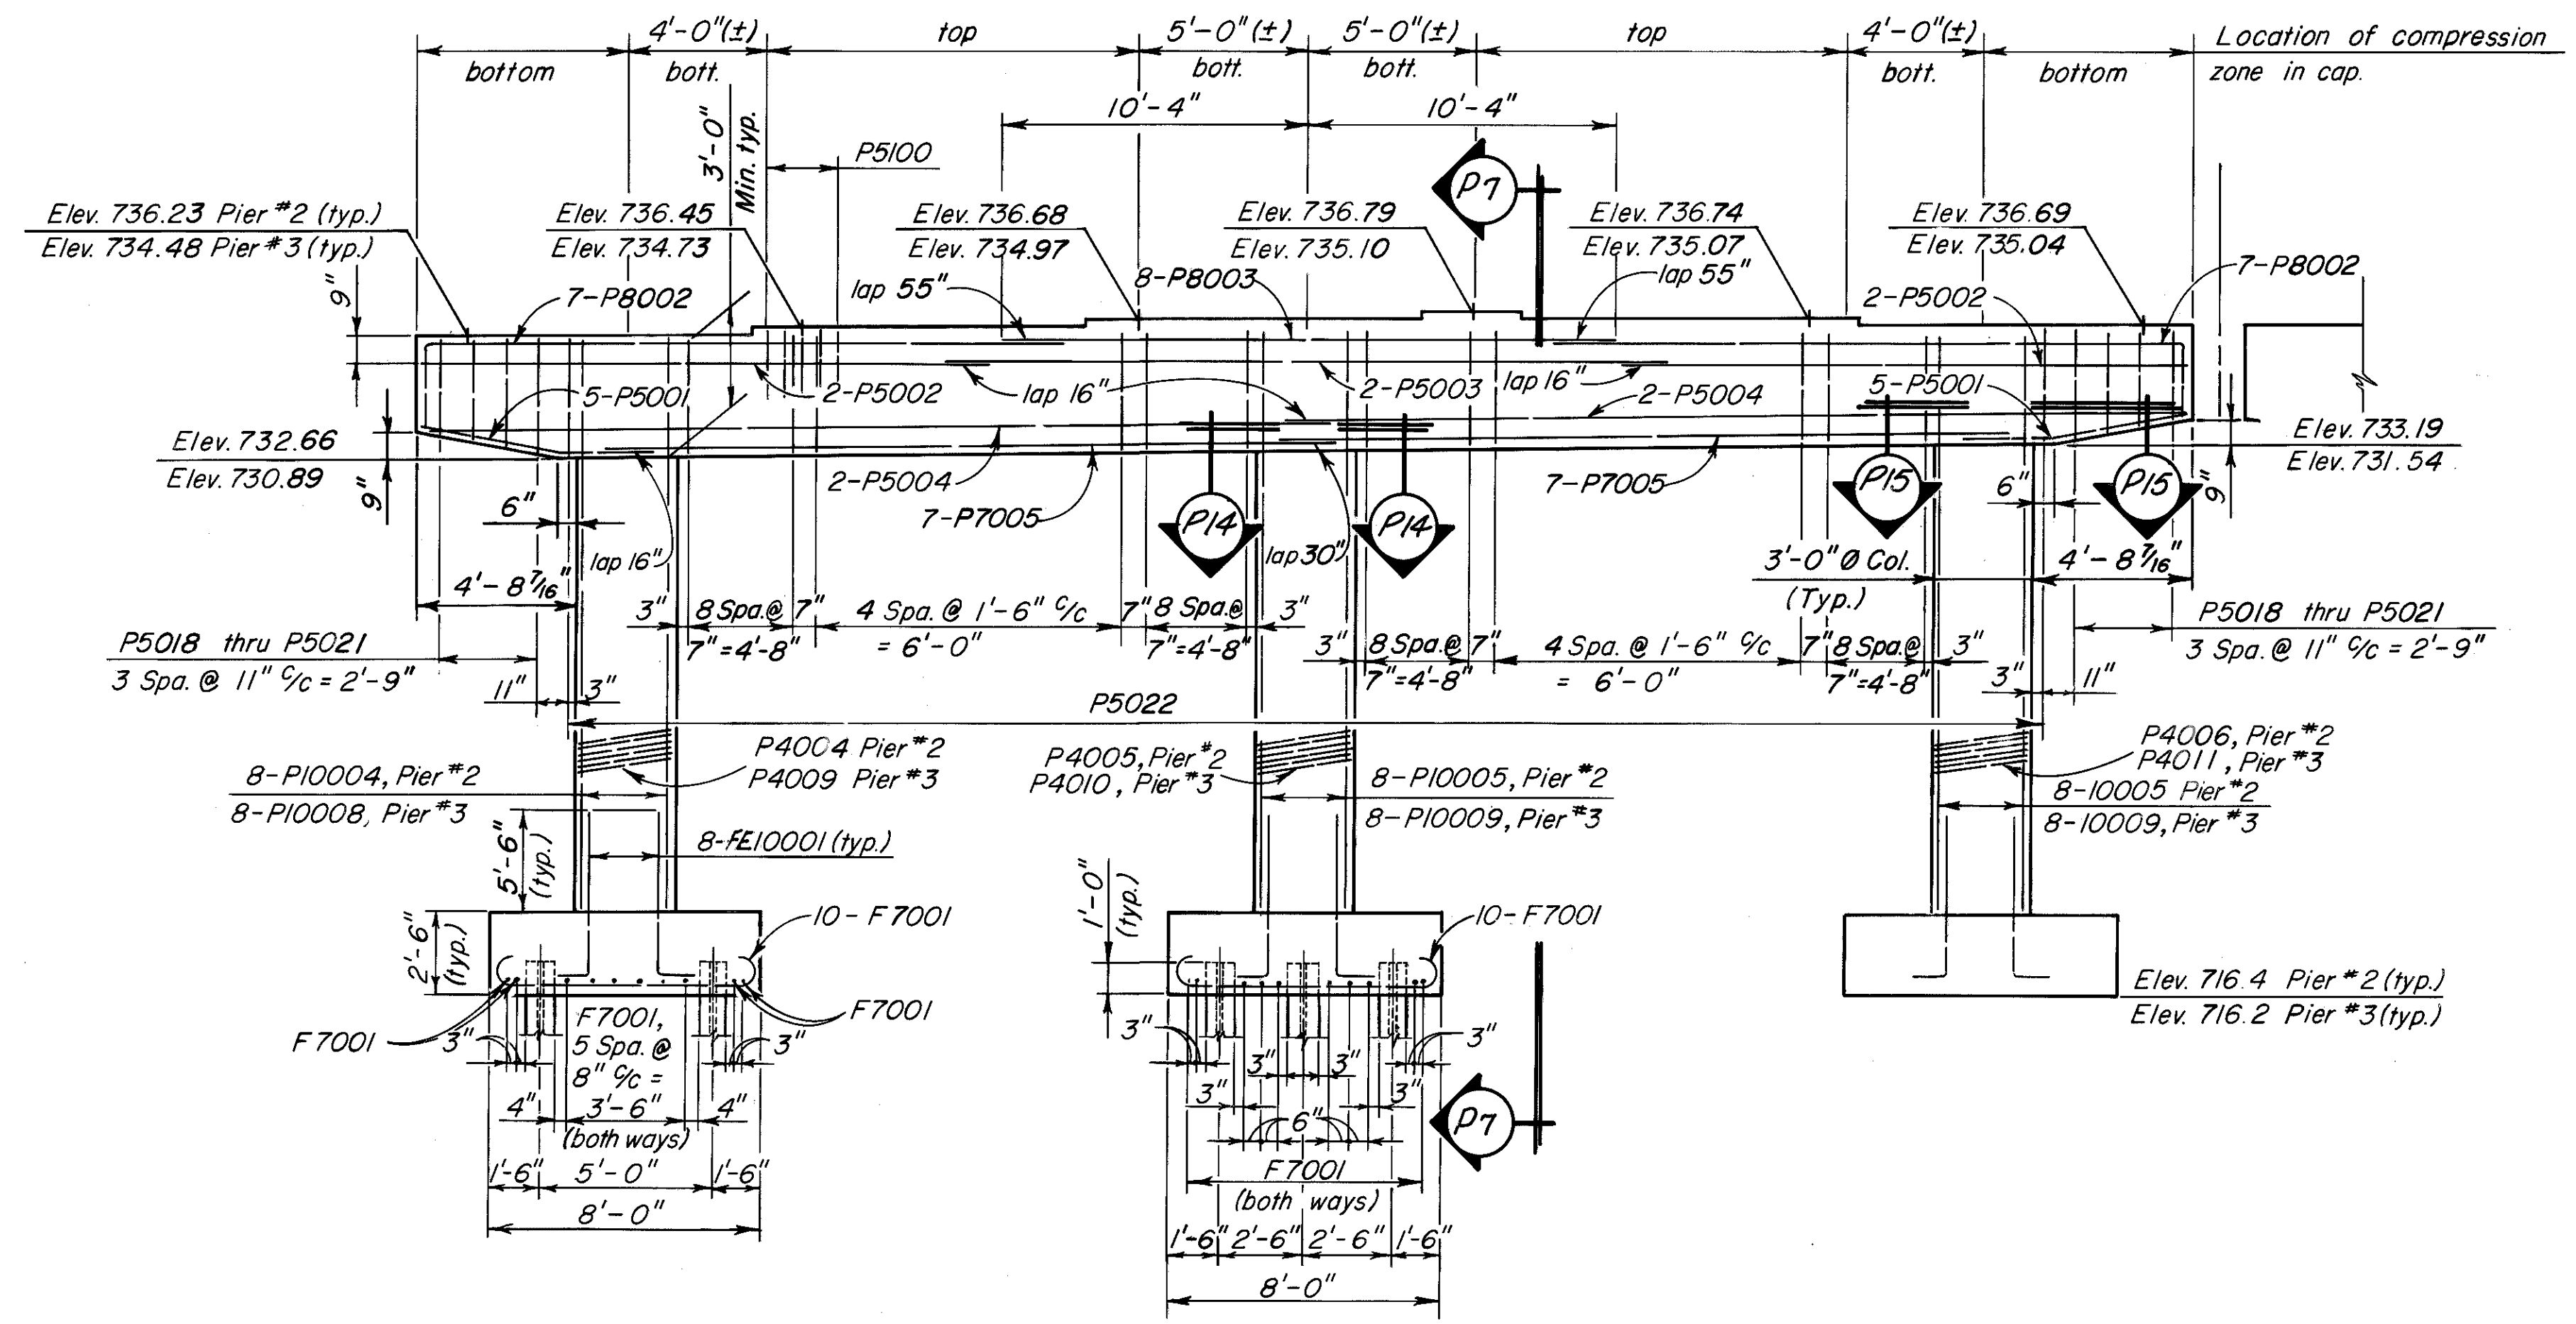 4'-0"(±) top 5'-0"(±) 5'-0"(±) top 4'-0"(±) Location of compression
bottom bott. bott. bott. bott. bottom zone in cap.
10'-4" 10'-4"
3'-0"
Min. typ.
P5100
P7
Elev. 736.23 Pier #2 (typ.)
Elev. 734.48 Pier #3 (typ.)
Elev. 736.45
Elev. 734.73
Elev. 736.68
Elev. 734.97
Elev. 736.79
Elev. 735.10
Elev. 736.74
Elev. 735.07
Elev. 736.69
Elev. 735.04
9"
7-P8002
lap 55"
8-P8003
lap 55"
2-P5002
7-P8002
5-P5001
2-P5002
lap 16"
2-P5003
lap 16"
2-P5004
5-P5001
Elev. 732.66
Elev. 730.89
9"
2-P5004
7-P7005
7-P7005
Elev. 733.19
Elev. 731.54
9"
6"
lap 16"
P14
lap 30"
P14
P15
P15
6"
4'-8 7/16"
3'-0" Ø Col.
(Typ.)
4'-8 7/16"
3" 8 Spa.@ 7" 4 Spa. @ 1'-6" c/c 7" 8 Spa.@ 3"
7"=4'-8" = 6'-0" 7"=4'-8"
3" 8 Spa.@ 7" 4 Spa. @ 1'-6" c/c 7" 8 Spa.@ 3"
7"=4'-8" = 6'-0" 7"=4'-8"
P5018 thru P5021
3 Spa. @ 11" c/c = 2'-9"
P5018 thru P5021
3 Spa. @ 11" c/c = 2'-9"
11" 3"
3" 11"
P5022
P4004 Pier #2
P4009 Pier #3
P4005, Pier #2
P4010, Pier #3
P4006, Pier #2
P4011, Pier #3
8-P10004, Pier #2
8-P10008, Pier #3
8-P10005, Pier #2
8-P10009, Pier #3
8-10005 Pier #2
8-10009, Pier #3
5'-6"
(typ.)
8-FE10001 (typ.)
1'-0"
(typ.)
2'-6"
(typ.)
10-F7001
10-F7001
F7001
F7001
3"
F7001,
5 Spa. @
8" c/c =
3'-6"
(both ways)
3"
4" 4"
1'-6" 5'-0" 1'-6"
8'-0"
3" 3"
3" 3"
3" 3"
6"
F7001
(both ways)
1'-6" 2'-6" 2'-6" 1'-6"
8'-0"
P7
Elev. 716.4 Pier #2 (typ.)
Elev. 716.2 Pier #3 (typ.)